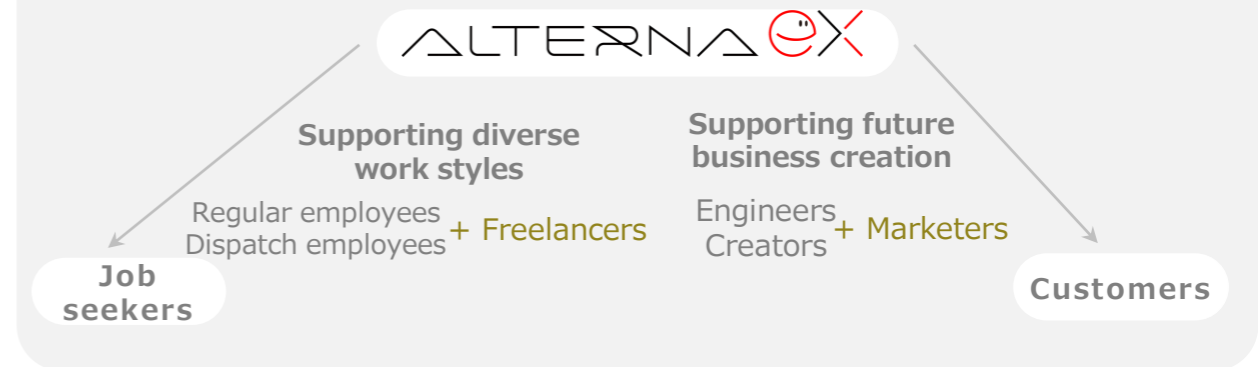 ALTERNA eX
Supporting diverse
work styles
Regular employees
Dispatch employees
+ Freelancers
Supporting future
business creation
Engineers
Creators
+ Marketers
Job
seekers
Customers